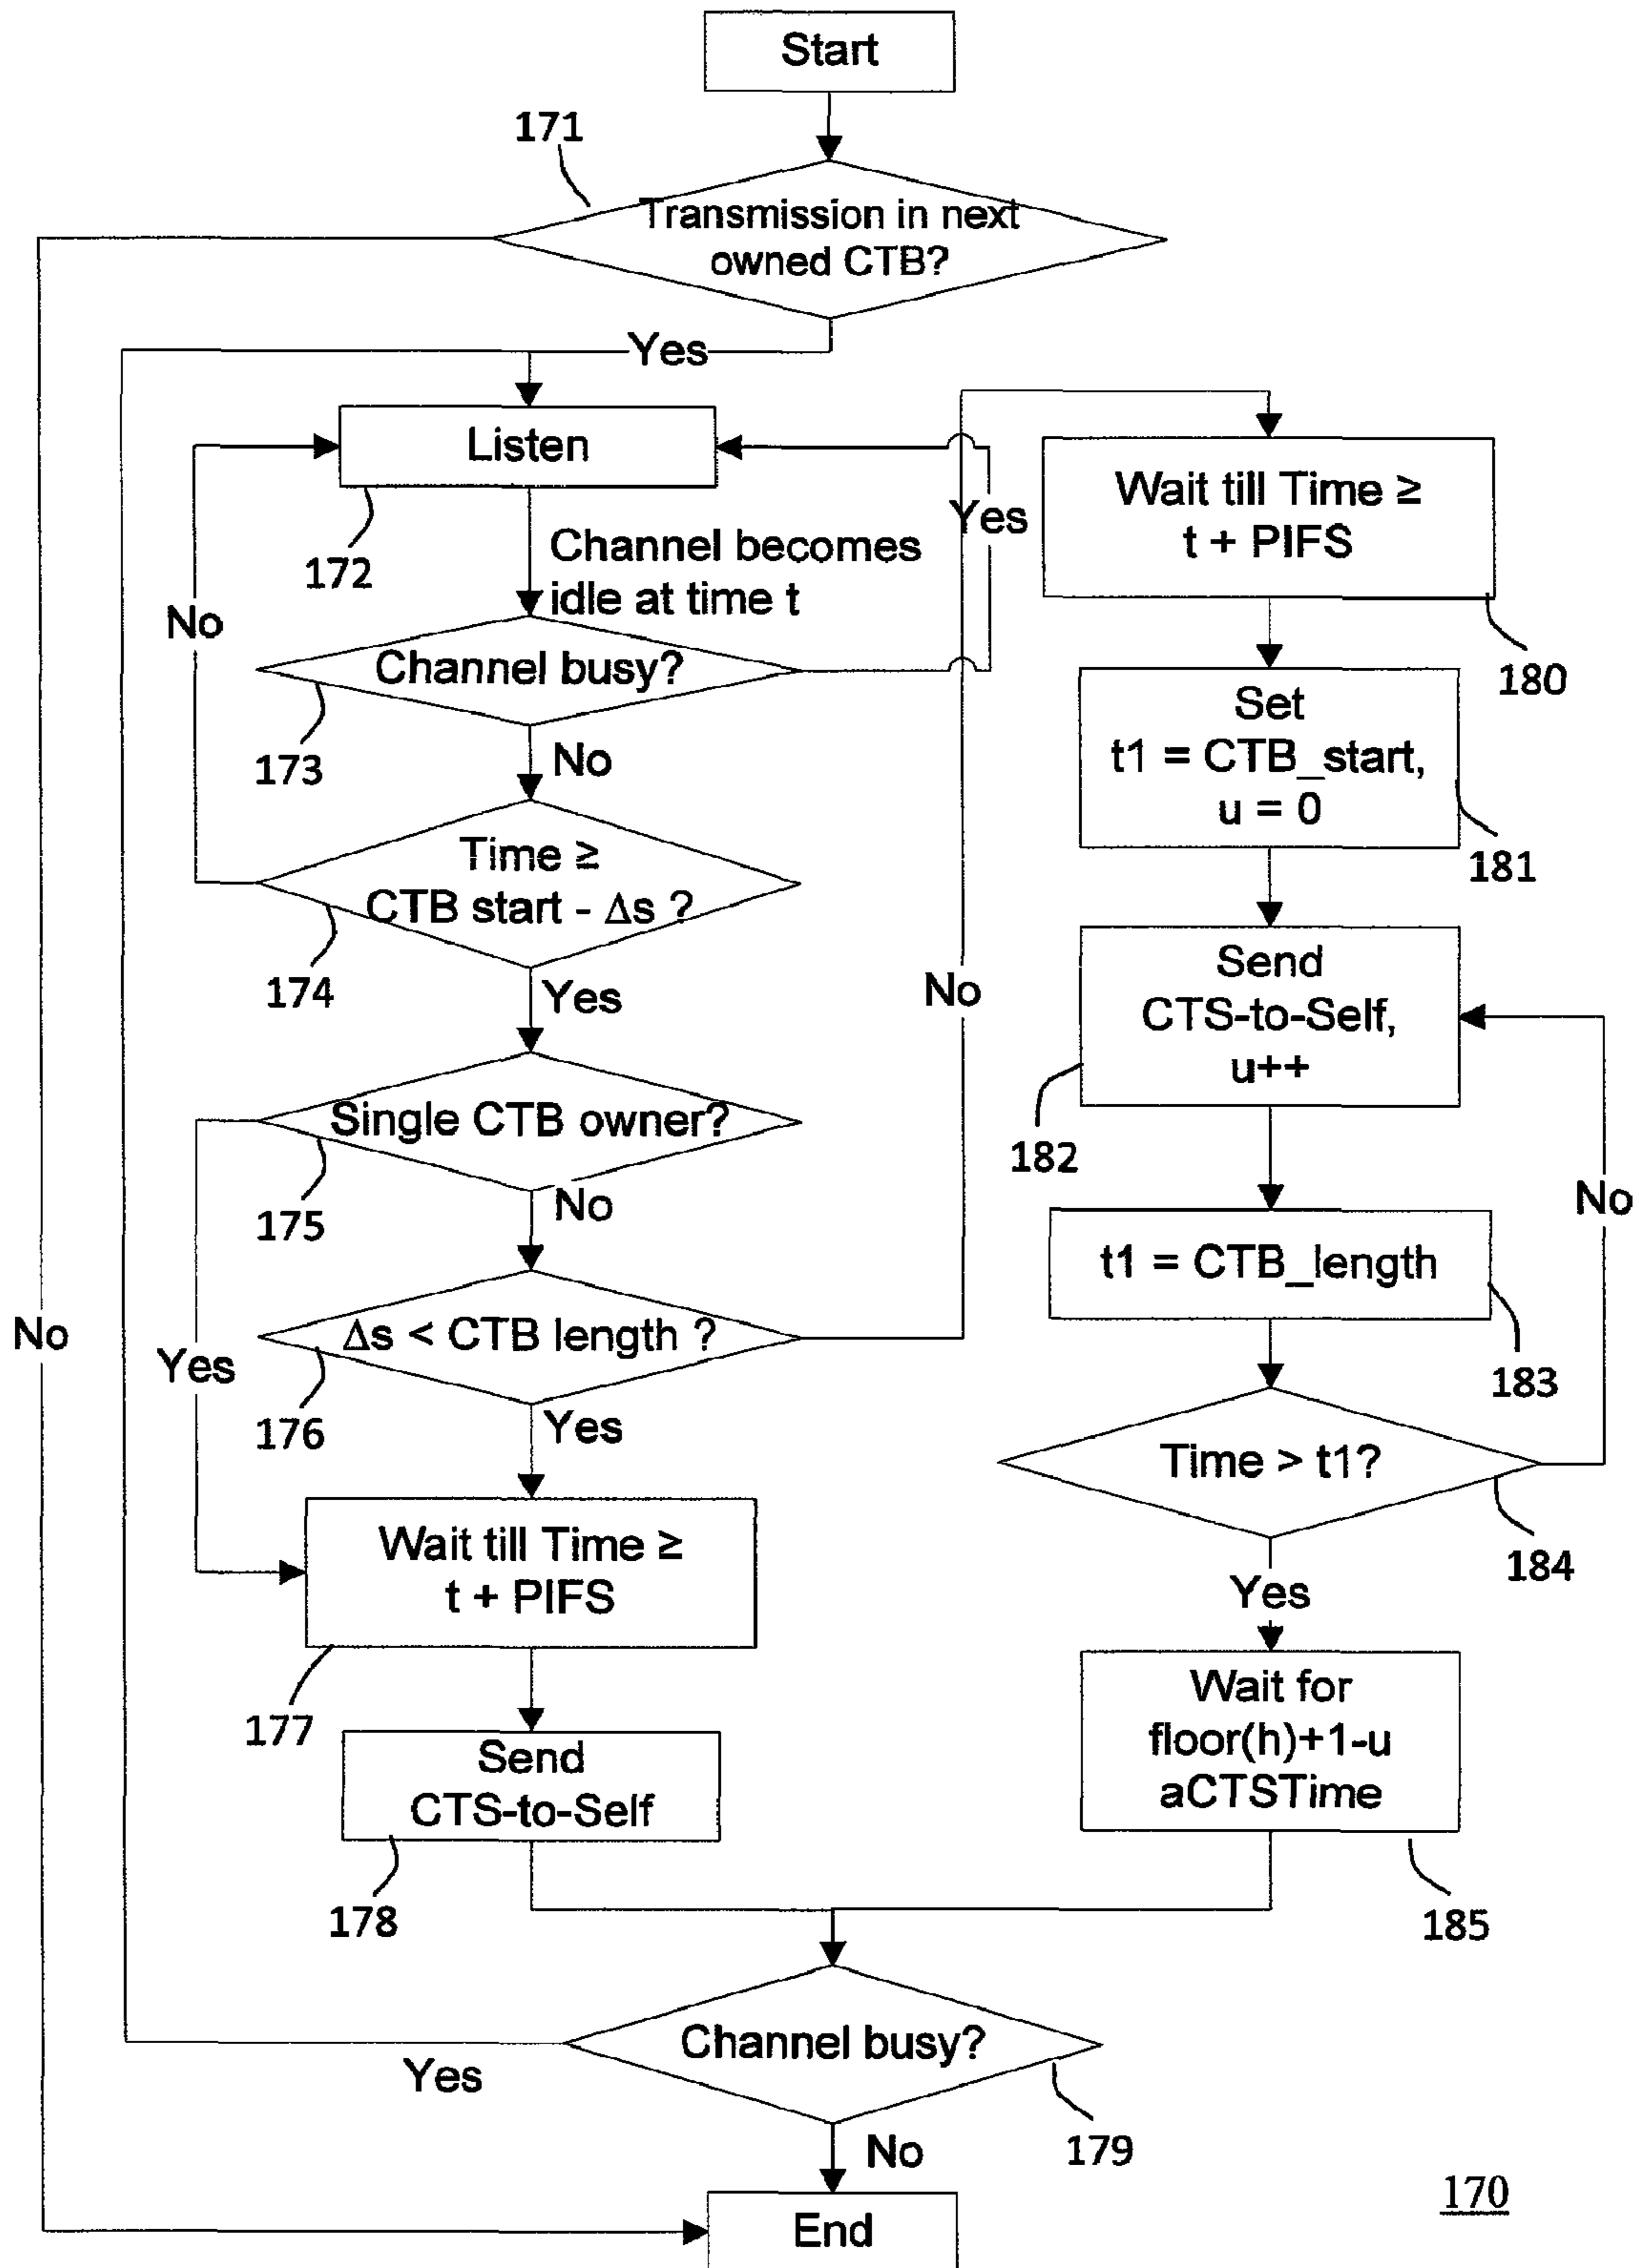 Start
171
Transmission in next
owned CTB?
Yes
Listen
172
Channel becomes
idle at time t
No
Channel busy?
Yes
173
No
Time ≥
CTB start - Δs ?
174
Yes
Single CTB owner?
175
No
Δs < CTB length ?
176
Yes
Yes
No
No
Wait till Time ≥
t + PIFS
177
Send
CTS-to-Self
178
Wait till Time ≥
t + PIFS
180
Set
t1 = CTB_start,
u = 0
181
Send
CTS-to-Self,
u++
182
No
t1 = CTB_length
183
Time > t1?
184
Yes
Wait for
floor(h)+1-u
aCTSTime
185
Channel busy?
Yes
179
No
End
170